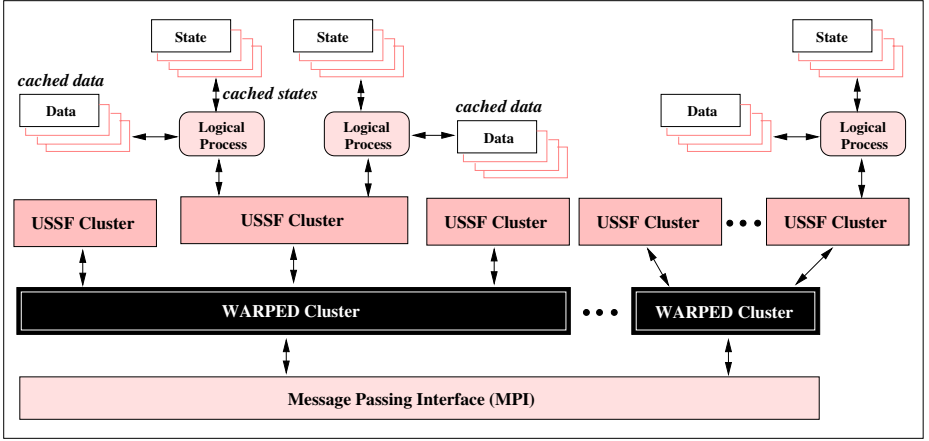 State
State
State
cached data
cached states
cached data
Data
Data
Data
Logical
Process
Logical
Process
Logical
Process
USSF Cluster
USSF Cluster
USSF Cluster
USSF Cluster
USSF Cluster
WARPED Cluster
WARPED Cluster
Message Passing Interface (MPI)